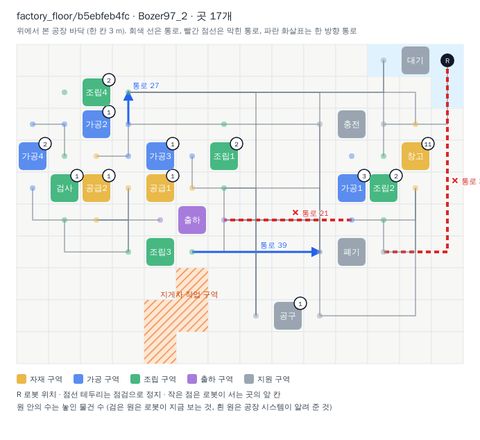 factory_floor/b5ebfeb4fc · Bozer97_2 · 곳 17개
위에서 본 공장 바닥 (한 칸 3 m). 회색 선은 통로, 빨간 점선은 막힌 통로, 파란 화살표는 한 방향 통로
대기
R
2
조립4
통로 27
1
가공2
충전
2
가공4
1
가공3
2
조립1
11
창고
1
검사
1
공급2
1
공급1
3
가공1
2
조립2
✕ 통로
출하
✕ 통로 21
조립3
통로 39
폐기
지게차 작업 구역
1
공구
자재 구역
가공 구역
조립 구역
출하 구역
지원 구역
R 로봇 위치 · 점선 테두리는 점검으로 정지 · 작은 점은 로봇이 서는 곳의 앞 칸
원 안의 수는 놓인 물건 수 (검은 원은 로봇이 지금 보는 것, 흰 원은 공장 시스템이 알려 준 것)